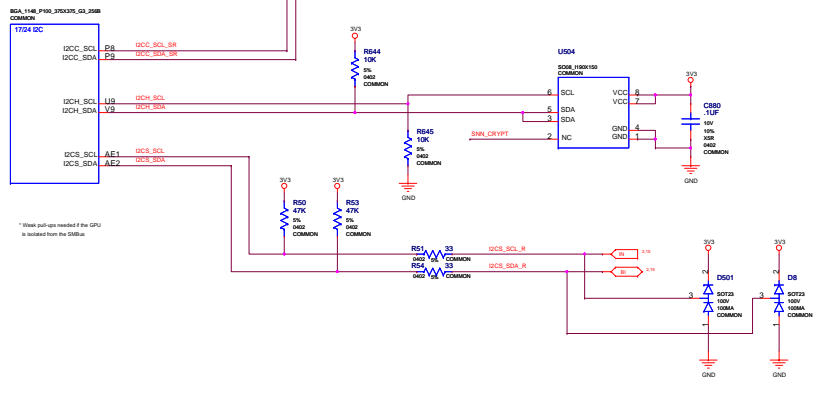 BGA_1148_P100_375X375_G3_256B
COMMON
17/24 I2C
I2CC_SCL P8 I2CC_SCL_SR
I2CC_SDA P9 I2CC_SDA_SR
I2CH_SCL U9 I2CH_SCL
I2CH_SDA V9 I2CH_SDA
I2CS_SCL AE1 I2CS_SCL
I2CS_SDA AE2 I2CS_SDA
3V3
R644
10K
5%
0402
COMMON
R645
10K
5%
0402
COMMON
GND
U504
SO08_I190X150
COMMON
6 SCL
5 SDA
3 SDA
SNN_CRYPT 2 NC
VCC 8
VCC 7
GND 4
GND 1
3V3
C880
.1UF
10V
10%
X5R
0402
COMMON
GND
3V3
R50
47K
5%
0402
COMMON
3V3
R53
47K
5%
0402
COMMON
* Weak pull-ups needed if the GPU
is isolated from the SMBus
R51 33 I2CS_SCL_R
0402 5% COMMON
IN
R54 33 I2CS_SDA_R
0402 5% COMMON
BI
3V3
2
D501
3
SOT23
100V
100MA
COMMON
1
GND
3V3
2
D8
3
SOT23
100V
100MA
COMMON
1
GND